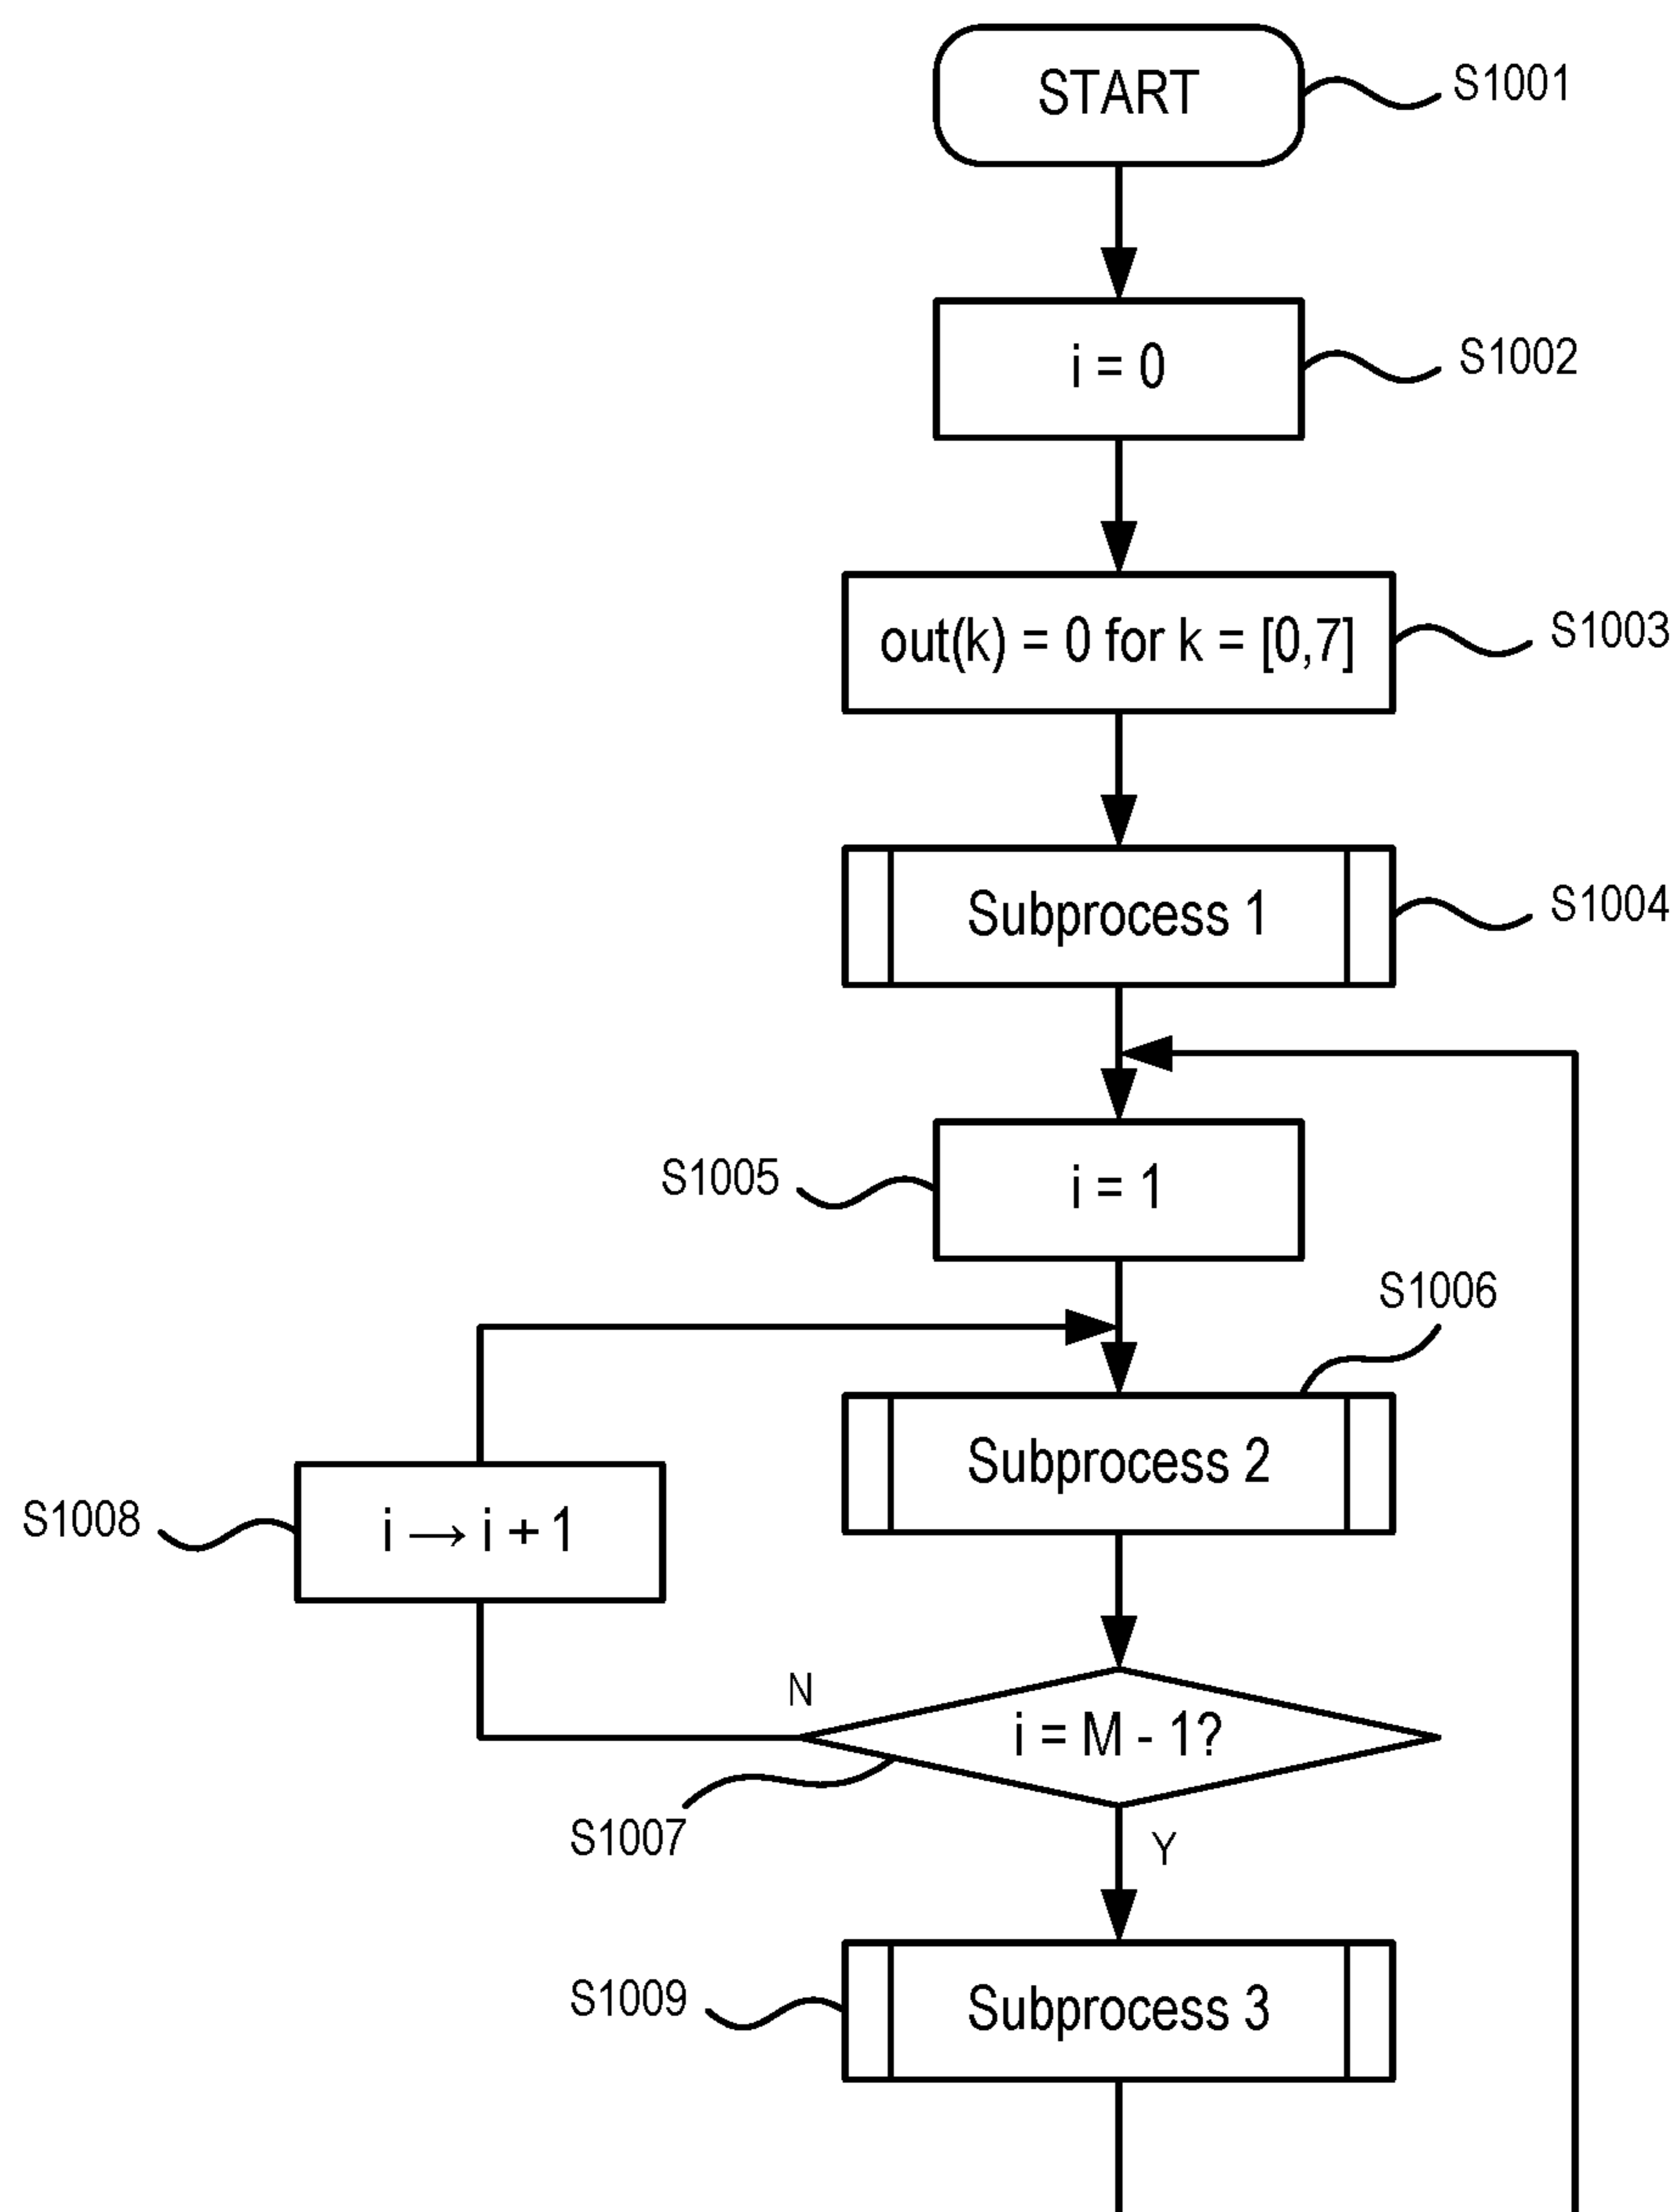 START
S1001
i = 0
S1002
out(k) = 0 for k = [0,7]
S1003
Subprocess 1
S1004
S1005
i = 1
S1006
Subprocess 2
S1008
i → i + 1
N
i = M - 1?
S1007
Y
S1009
Subprocess 3